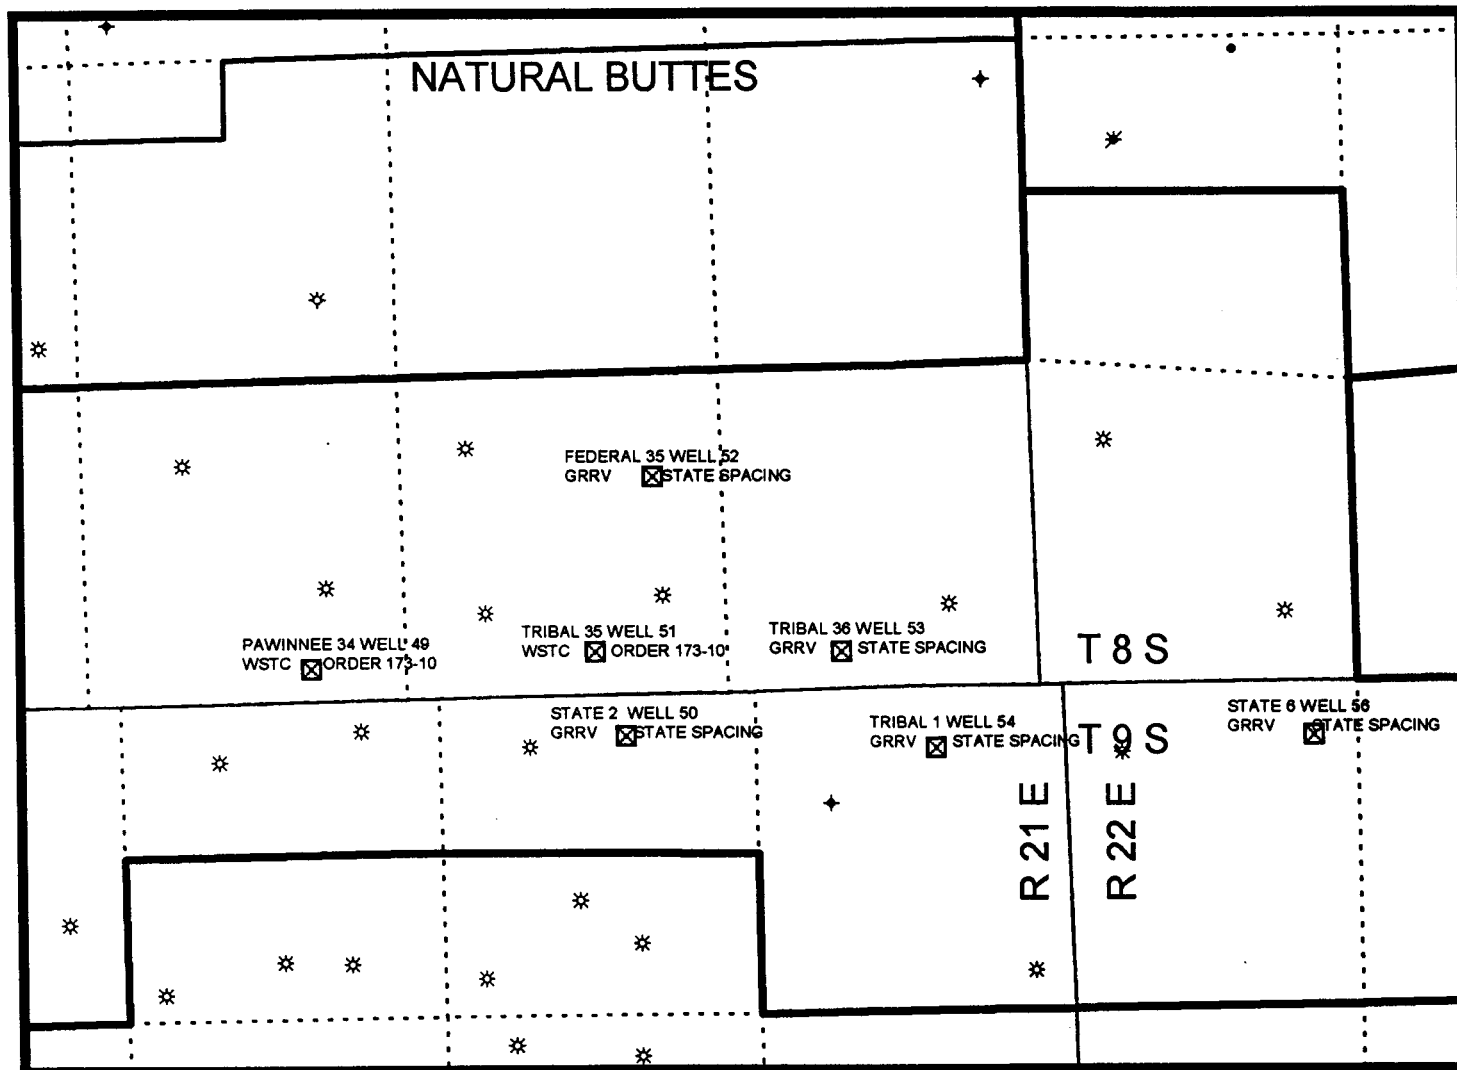 NATURAL BUTTES
FEDERAL 35 WELL 52
GRRV STATE SPACING
PAWINNEE 34 WELL 49
WSTC ORDER 173-10
TRIBAL 35 WELL 51
WSTC ORDER 173-10
TRIBAL 36 WELL 53
GRRV STATE SPACING
T 8 S
STATE 2 WELL 50
GRRV STATE SPACING
TRIBAL 1 WELL 54
GRRV STATE SPACING
T 9 S
STATE 6 WELL 56
GRRV STATE SPACING
R 21 E
R 22 E